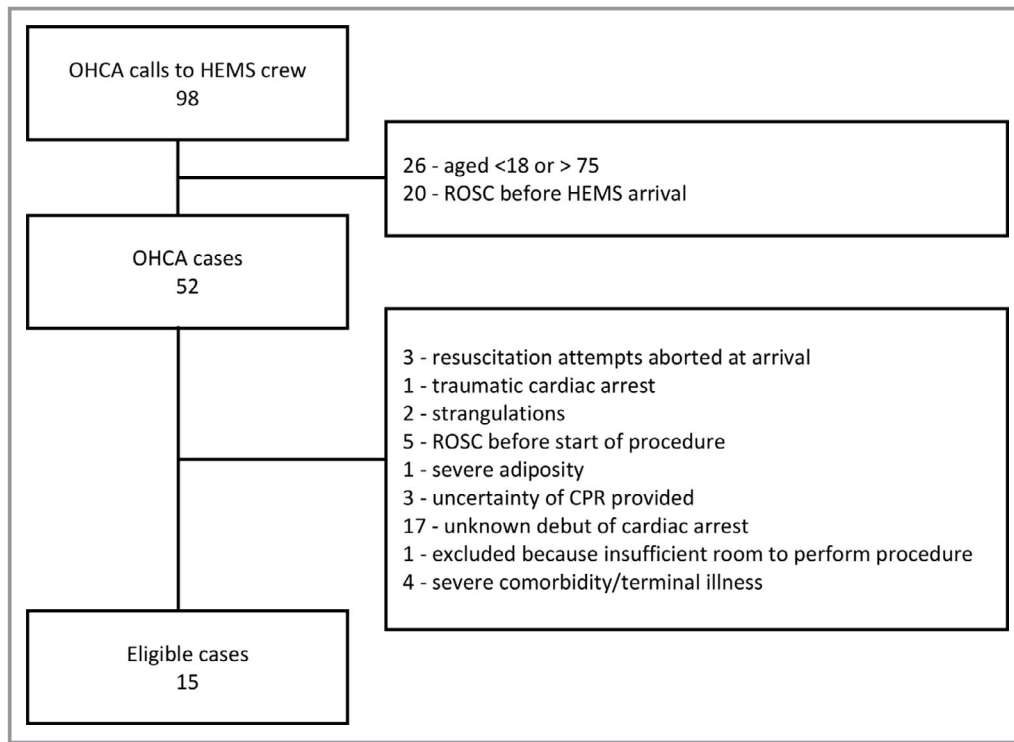 OHCA calls to HEMS crew
98
26 - aged <18 or > 75
20 - ROSC before HEMS arrival
OHCA cases
52
3 - resuscitation attempts aborted at arrival
1 - traumatic cardiac arrest
2 - strangulations
5 - ROSC before start of procedure
1 - severe adiposity
3 - uncertainty of CPR provided
17 - unknown debut of cardiac arrest
1 - excluded because insufficient room to perform procedure
4 - severe comorbidity/terminal illness
Eligible cases
15